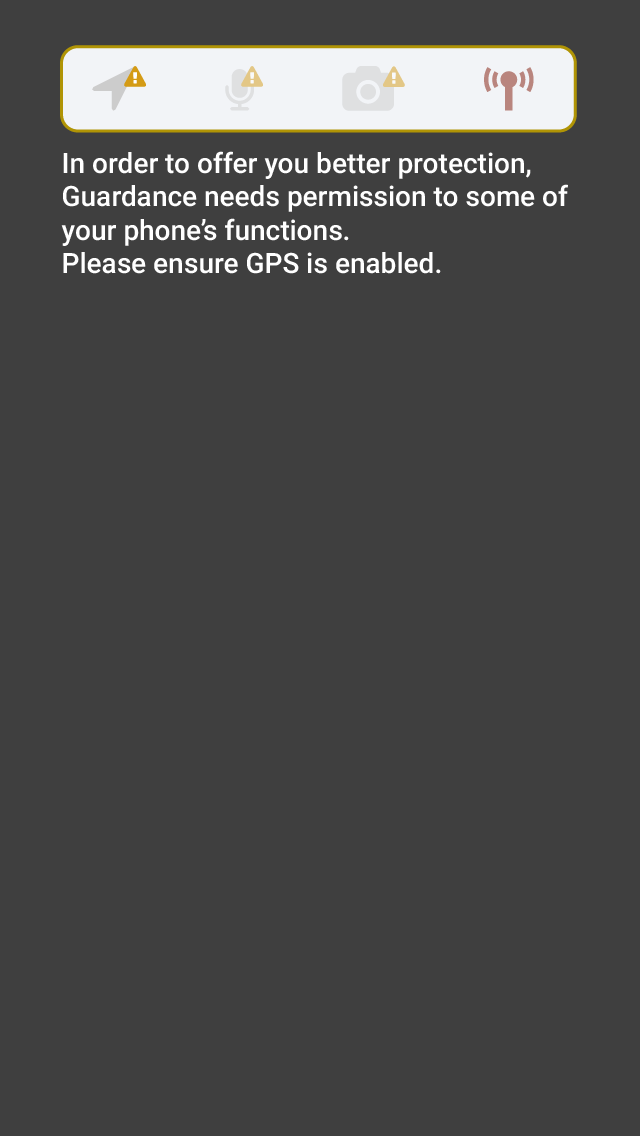 In order to offer you better protection,
Guardance needs permission to some of
your phone’s functions.
Please ensure GPS is enabled.